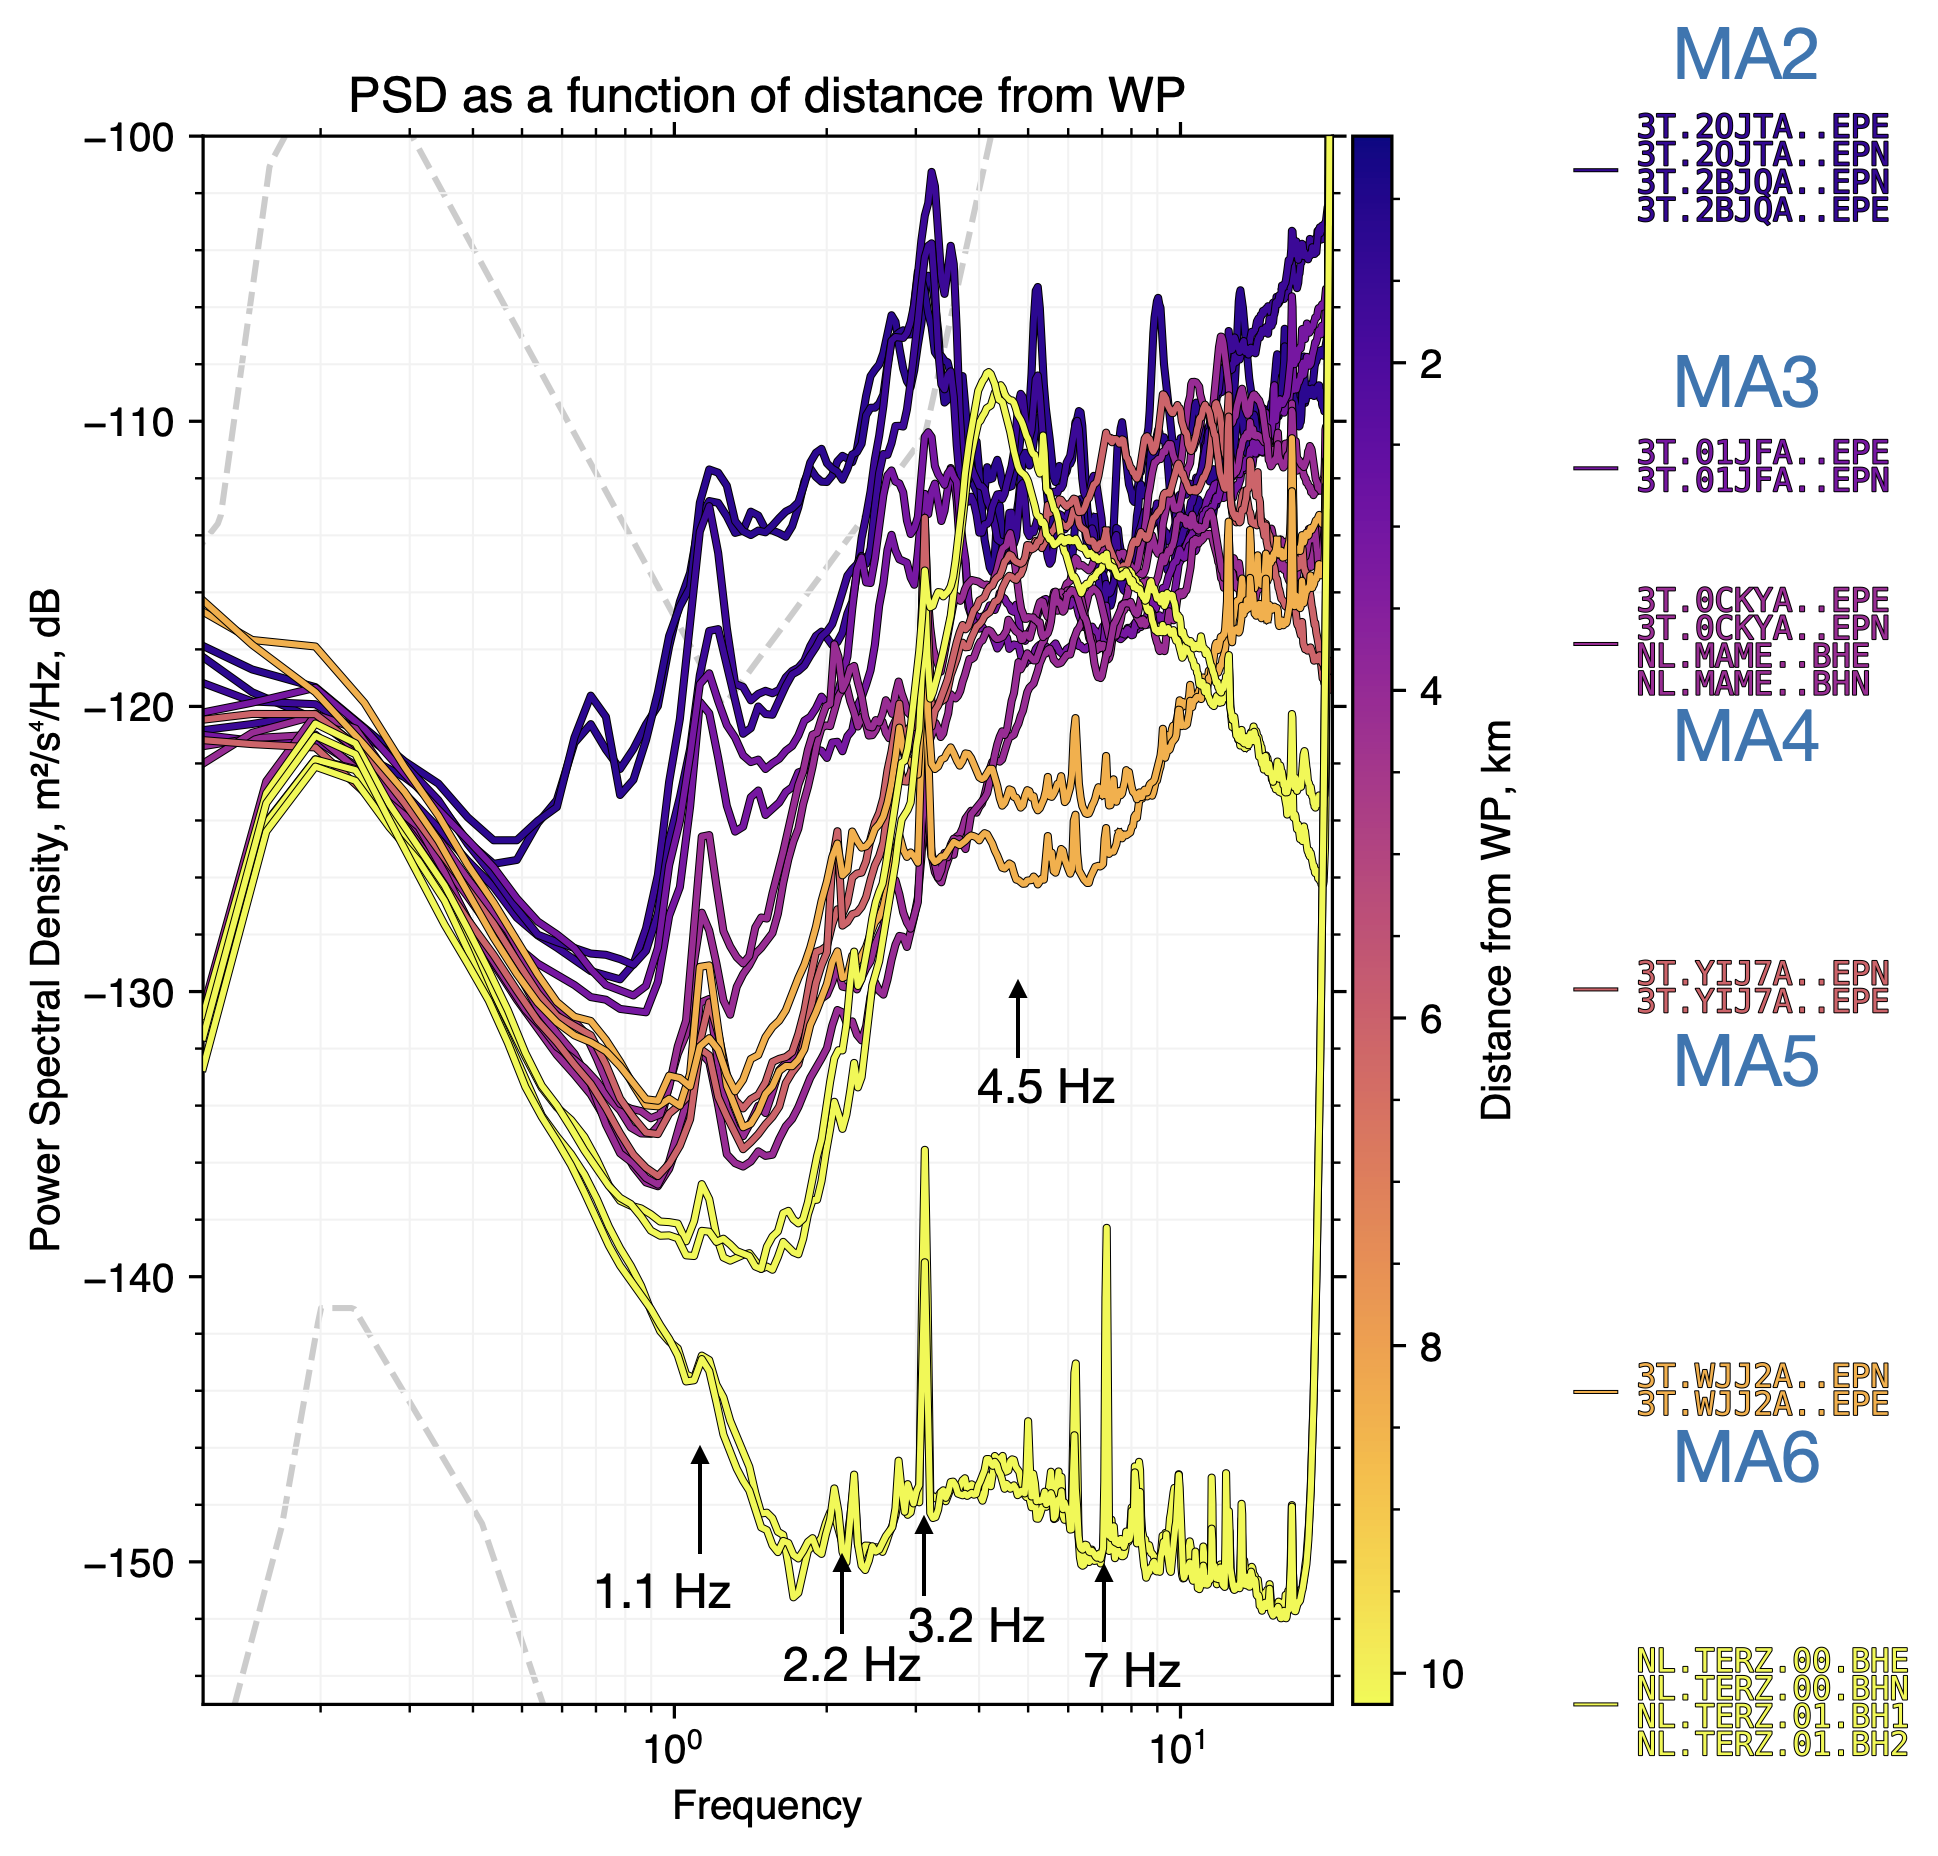 PSD as a function of distance from WP
−100
−110
−120
−130
−140
−150
Power Spectral Density, m²/s⁴/Hz, dB
4.5 Hz
1.1 Hz
2.2 Hz
3.2 Hz
7 Hz
10⁰
10¹
Frequency
2
4
6
8
10
Distance from WP, km
MA2
3T.2OJTA..EPE
3T.2OJTA..EPN
3T.2BJQA..EPN
3T.2BJQA..EPE
MA3
3T.01JFA..EPE
3T.01JFA..EPN
3T.0CKYA..EPE
3T.0CKYA..EPN
NL.MAME..BHE
NL.MAME..BHN
MA4
3T.YIJ7A..EPN
3T.YIJ7A..EPE
MA5
3T.WJJ2A..EPN
3T.WJJ2A..EPE
MA6
NL.TERZ.00.BHE
NL.TERZ.00.BHN
NL.TERZ.01.BH1
NL.TERZ.01.BH2